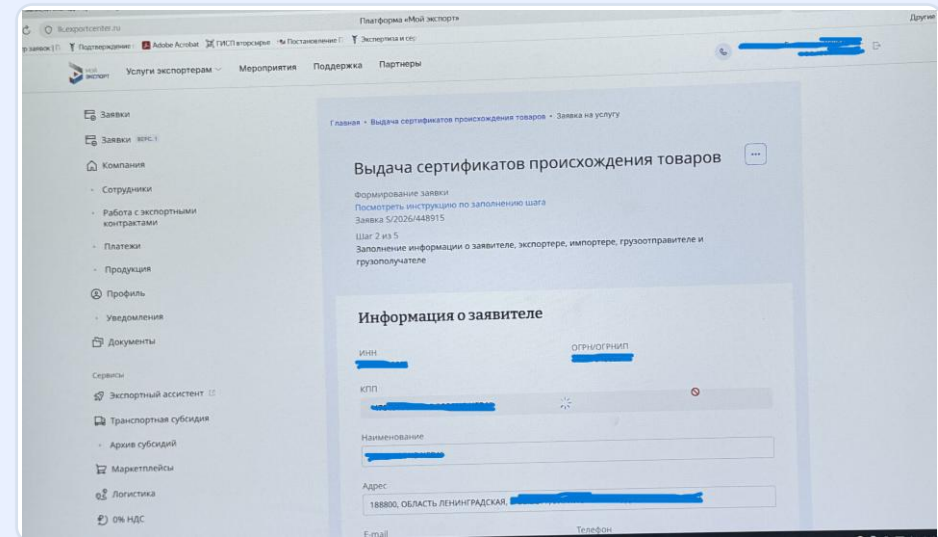 lk.exportcenter.ru
Платформа «Мой экспорт»
Другие
Подтверждение
Adobe Acrobat
ГИСП вторсырье
Постановление
Экспертиза и сер
МОЙ ЭКСПОРТ
Услуги экспортерам
Мероприятия
Поддержка
Партнеры
Заявки
Заявки ВЕРС. 1
Компания
Сотрудники
Работа с экспортными
контрактами
Платежи
Продукция
Профиль
Уведомления
Документы
Сервисы
Экспортный ассистент
Транспортная субсидия
Архив субсидий
Маркетплейсы
Логистика
0% НДС
Главная • Выдача сертификатов происхождения товаров • Заявка на услугу
Выдача сертификатов происхождения товаров
Формирование заявки
Посмотреть инструкцию по заполнению шага
Заявка S/2026/448915
Шаг 2 из 5
Заполнение информации о заявителе, экспортере, импортере, грузоотправителе и
грузополучателе
Информация о заявителе
ИНН
ОГРН/ОГРНИП
КПП
Наименование
Адрес
188800, ОБЛАСТЬ ЛЕНИНГРАДСКАЯ,
E-mail
Телефон